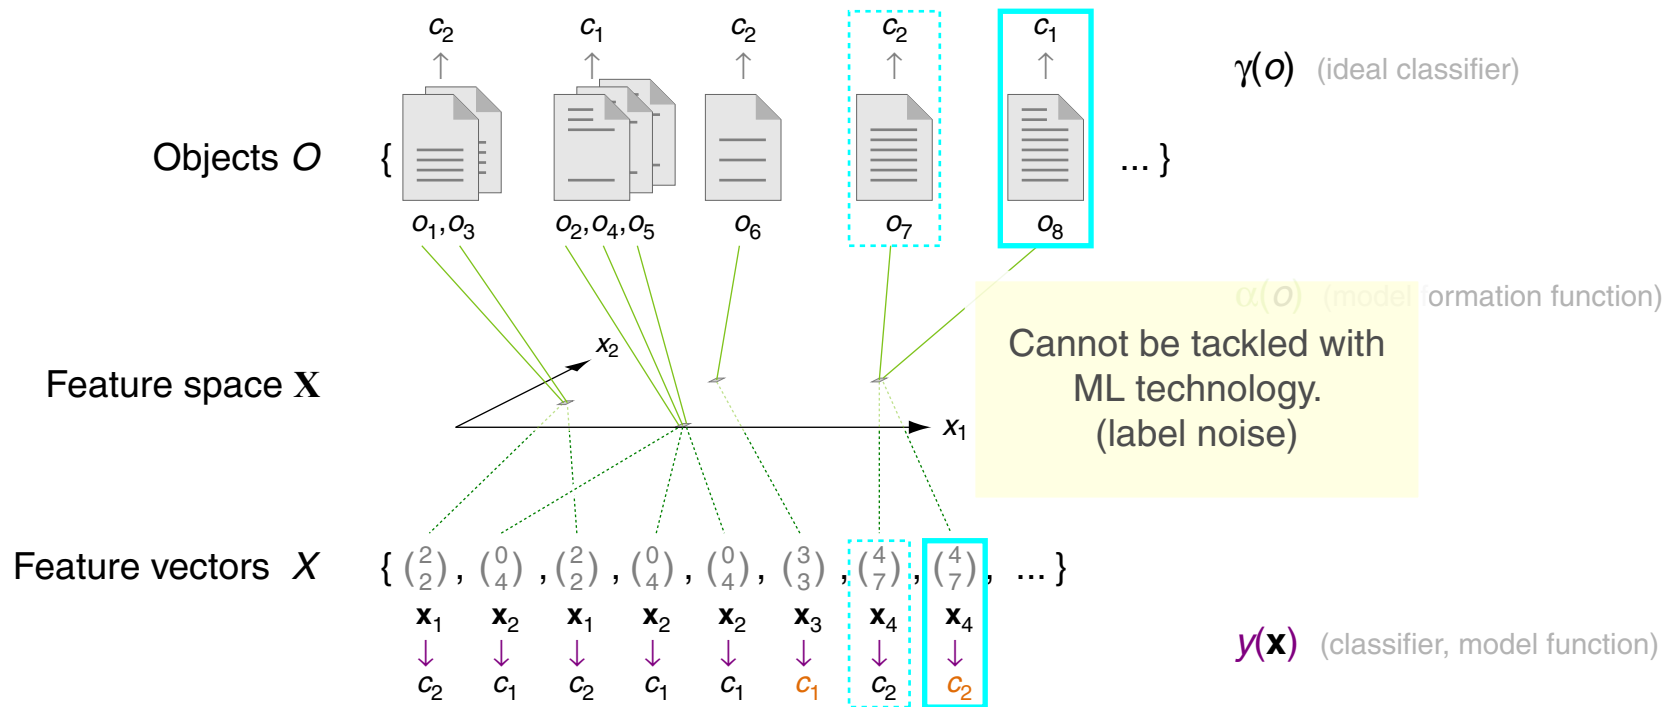 c2 c1 c2 c2 c1
γ(o) (ideal classifier)
Objects O { ... }
o1,o3 o2,o4,o5 o6 o7 o8
α(o) (model formation function)
Cannot be tackled with
ML technology.
(label noise)
x2
Feature space X
x1
Feature vectors X { (2 2), (0 4), (2 2), (0 4), (0 4), (3 3), (4 7), (4 7), ... }
x1 x2 x1 x2 x2 x3 x4 x4
y(x) (classifier, model function)
c2 c1 c2 c1 c1 c1 c2 c2